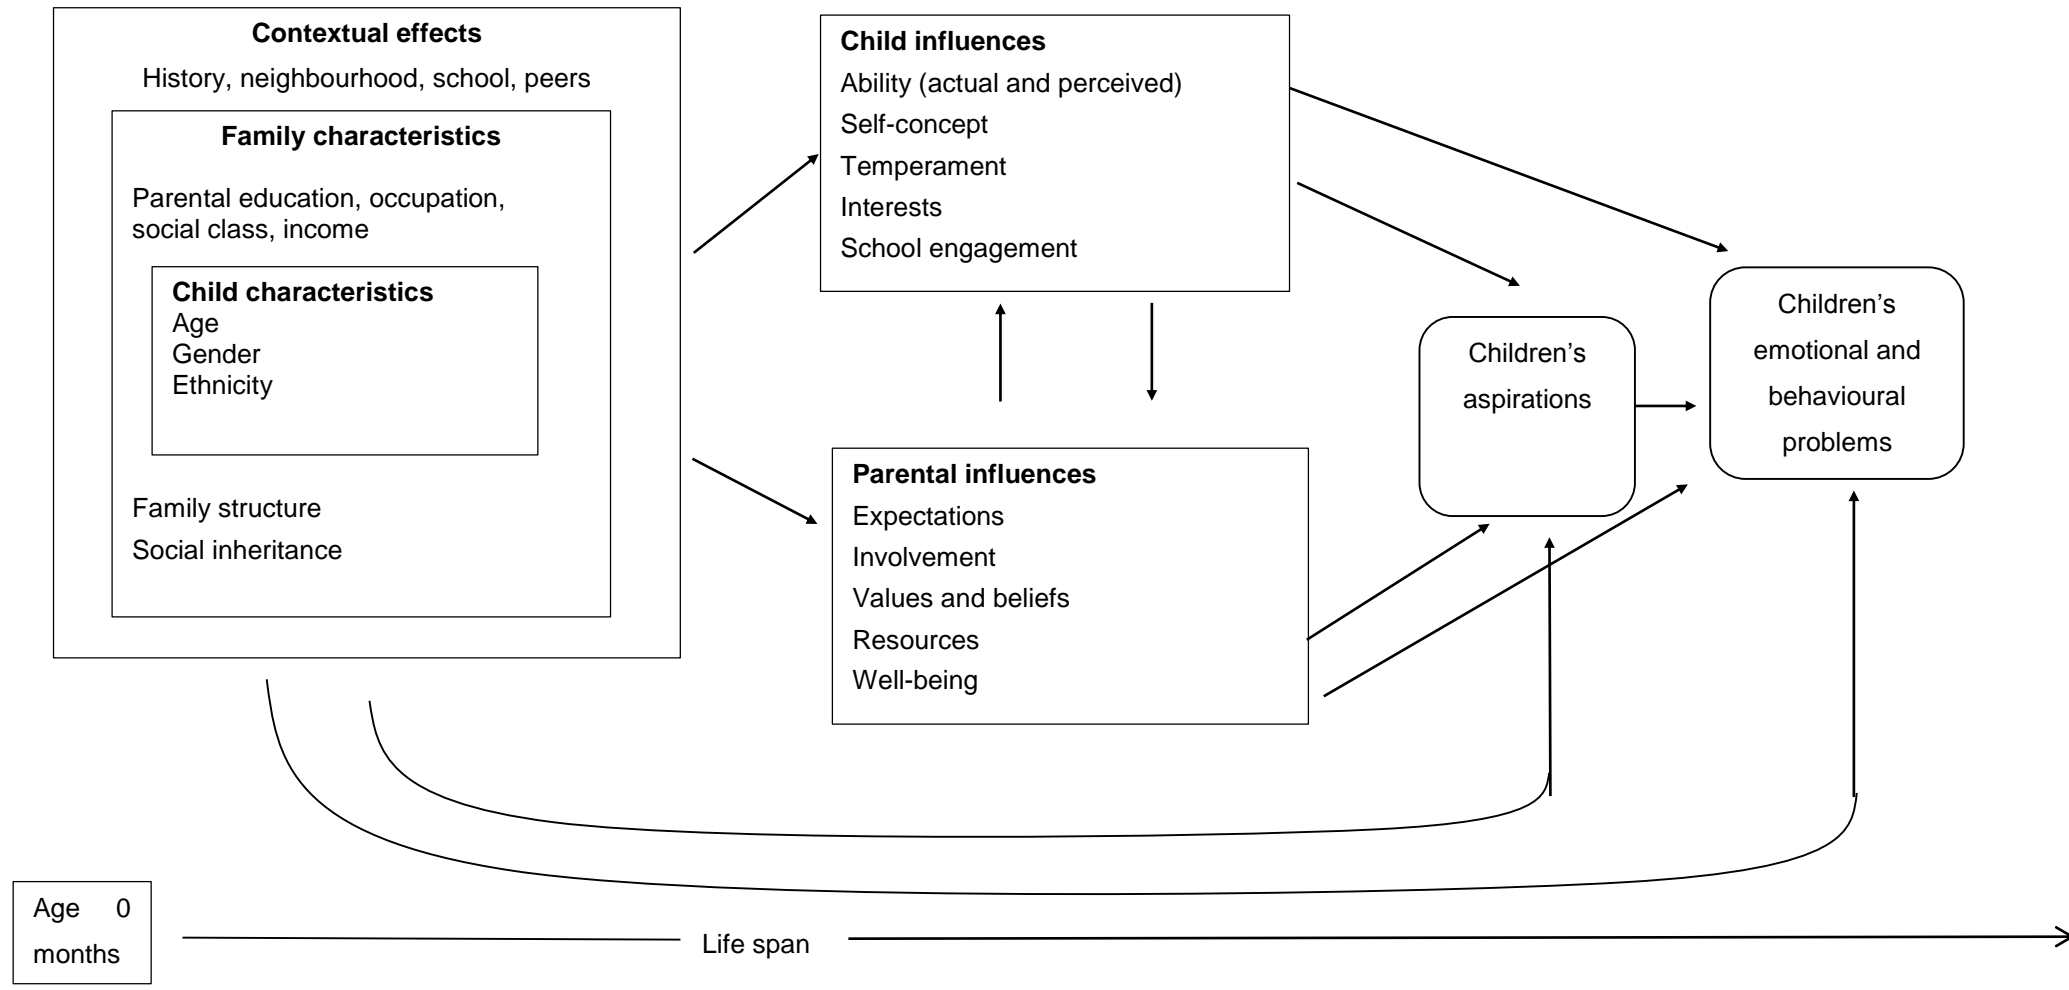 Contextual effects
History, neighbourhood, school, peers
Family characteristics
Parental education, occupation,
social class, income
Child characteristics
Age
Gender
Ethnicity
Family structure
Social inheritance
Child influences
Ability (actual and perceived)
Self-concept
Temperament
Interests
School engagement
Parental influences
Expectations
Involvement
Values and beliefs
Resources
Well-being
Children’s
aspirations
Children’s
emotional and
behavioural
problems
Age 0
months
Life span